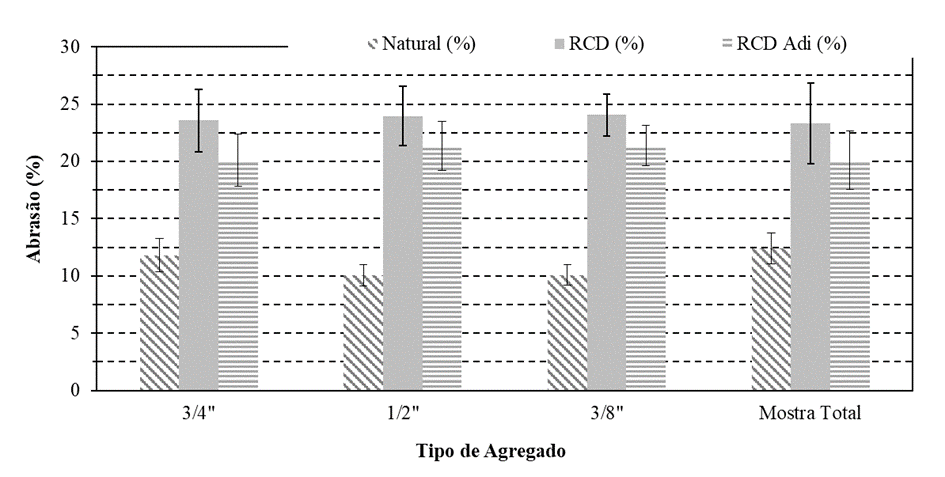 Natural (%) RCD (%) RCD Adi (%)
30
25
20
15
10
5
0
Abrasão (%)
3/4" 1/2" 3/8" Mostra Total
Tipo de Agregado